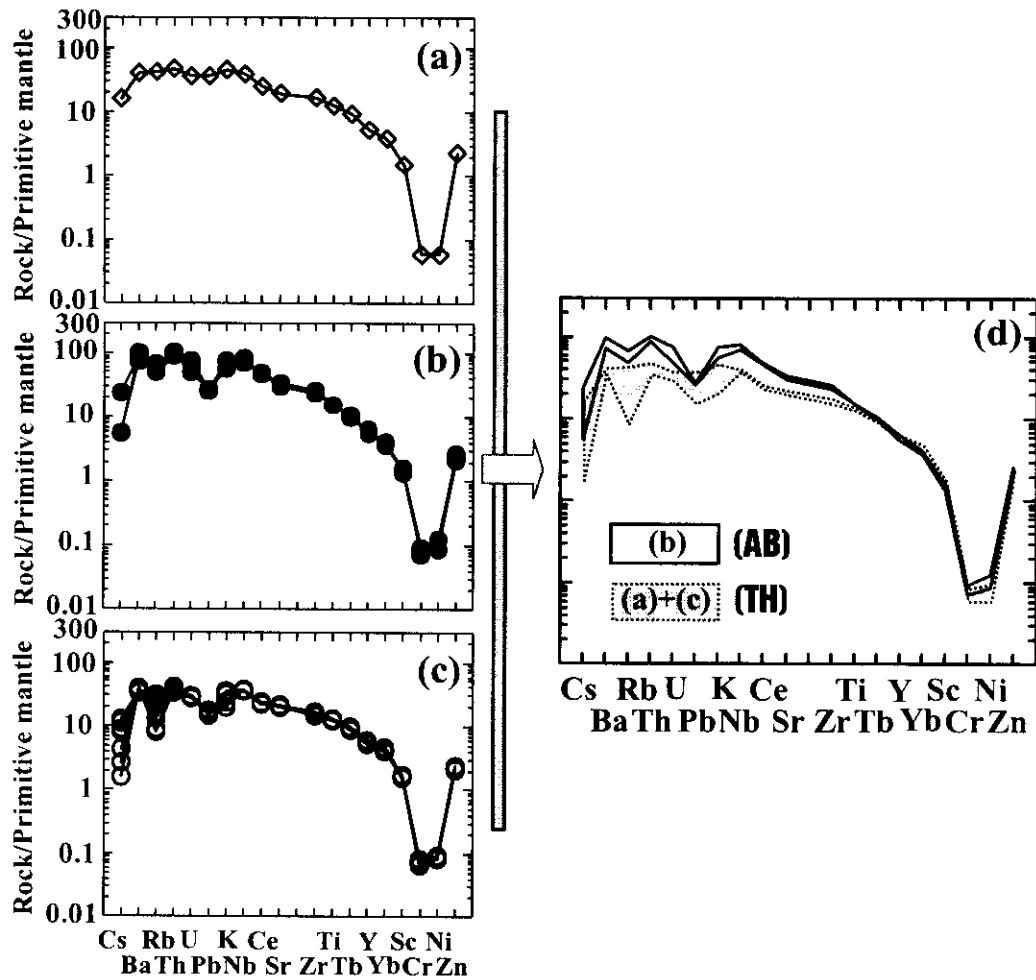 300
100
10
1
0.1
0.01
Rock/Primitive mantle
(a)
300
100
10
1
0.1
0.01
Rock/Primitive mantle
(b)
300
100
10
1
0.1
0.01
Rock/Primitive mantle
(c)
Cs Rb U K Ce Ti Y Sc Ni
Ba Th Pb Nb Sr Zr Tb Yb Cr Zn
(d)
(b) (AB)
(a)+(c) (TH)
Cs Rb U K Ce Ti Y Sc Ni
Ba Th Pb Nb Sr Zr Tb Yb Cr Zn